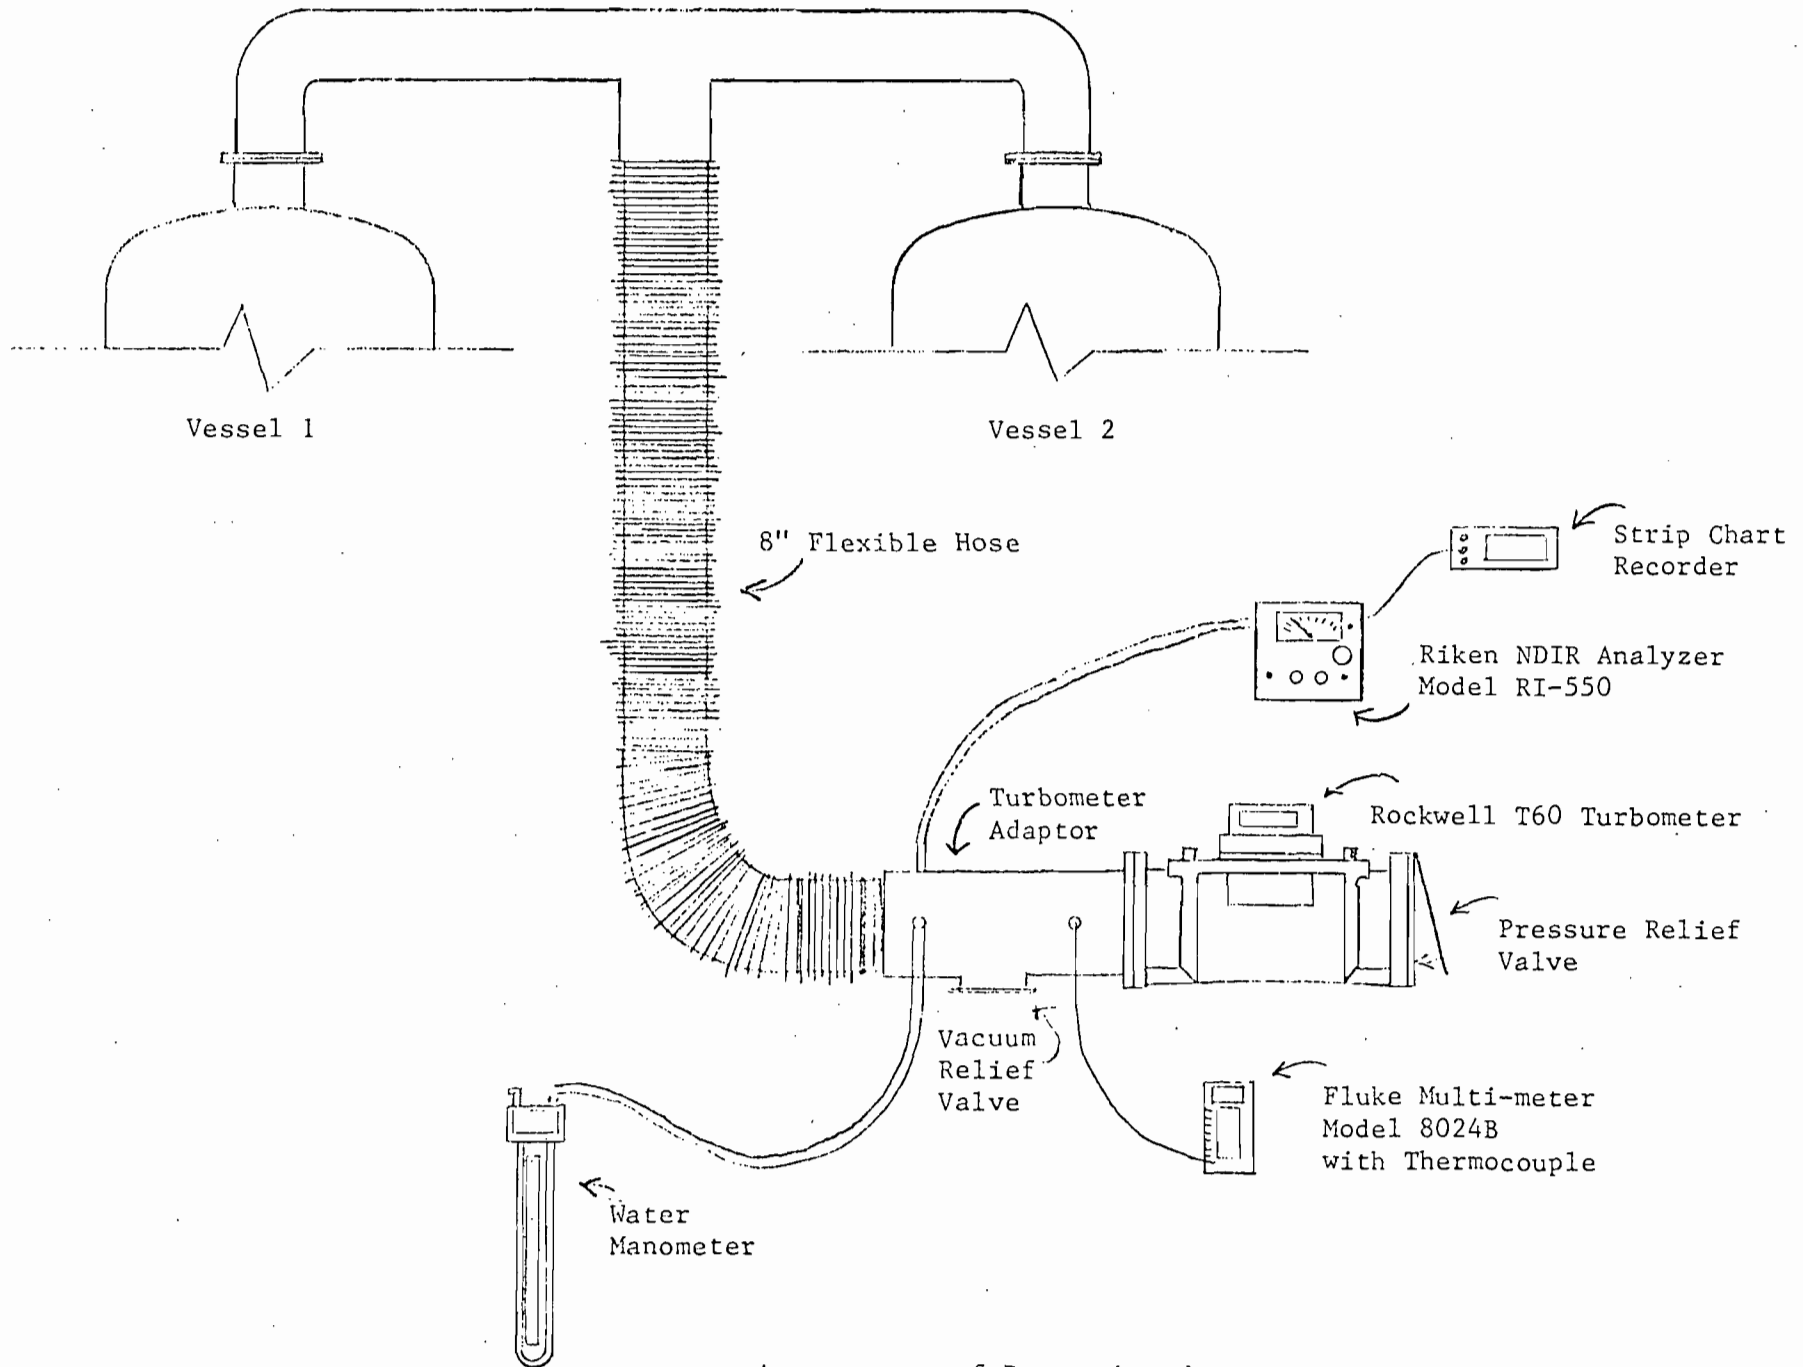 Vessel 1
Vessel 2
8" Flexible Hose
Strip Chart
Recorder
Riken NDIR Analyzer
Model RI-550
Turbometer
Adaptor
Rockwell T60 Turbometer
Pressure Relief
Valve
Vacuum
Relief
Valve
Fluke Multi-meter
Model 8024B
with Thermocouple
Water
Manometer